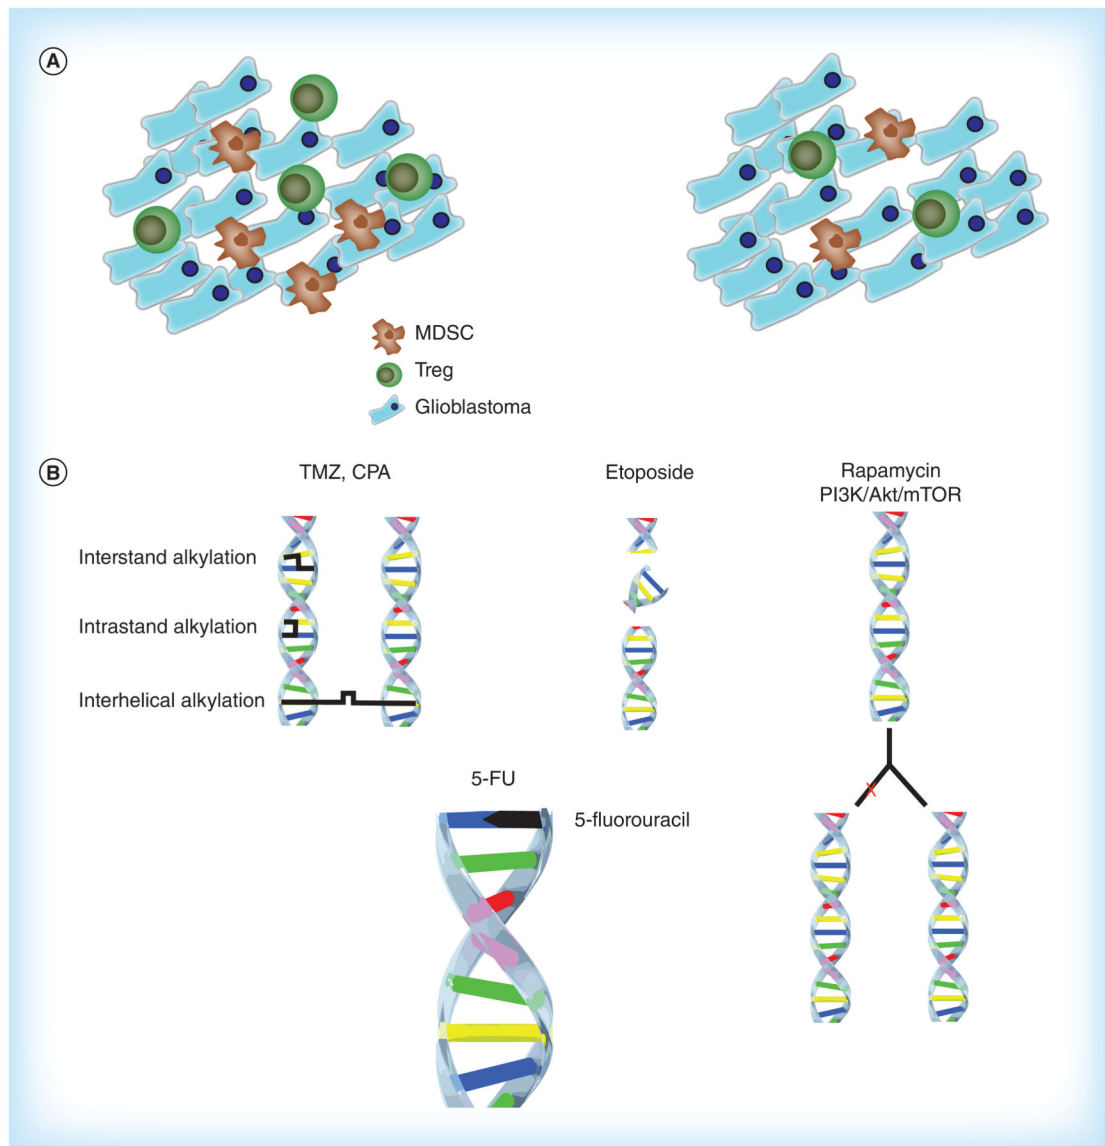 A
MDSC
Treg
Glioblastoma
B
TMZ, CPA
Etoposide
Rapamycin
PI3K/Akt/mTOR
Interstand alkylation
Intrastand alkylation
Interhelical alkylation
5-FU
5-fluorouracil